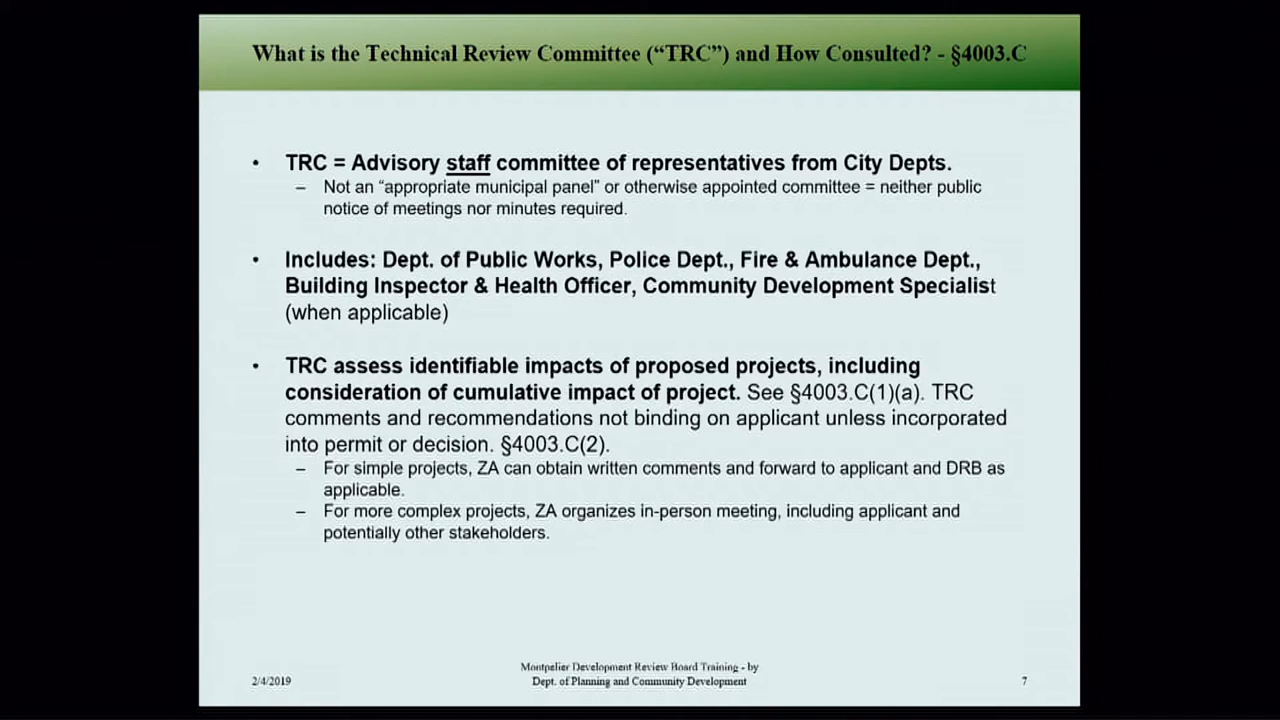 What is the Technical Review Committee (“TRC”) and How Consulted? - §4003.C
• TRC = Advisory staff committee of representatives from City Depts.
– Not an “appropriate municipal panel” or otherwise appointed committee = neither public
notice of meetings nor minutes required.
• Includes: Dept. of Public Works, Police Dept., Fire & Ambulance Dept.,
Building Inspector & Health Officer, Community Development Specialist
(when applicable)
• TRC assess identifiable impacts of proposed projects, including
consideration of cumulative impact of project. See §4003.C(1)(a). TRC
comments and recommendations not binding on applicant unless incorporated
into permit or decision. §4003.C(2).
– For simple projects, ZA can obtain written comments and forward to applicant and DRB as
applicable.
– For more complex projects, ZA organizes in-person meeting, including applicant and
potentially other stakeholders.
2/4/2019
Montpelier Development Review Board Training - by
Dept. of Planning and Community Development
7